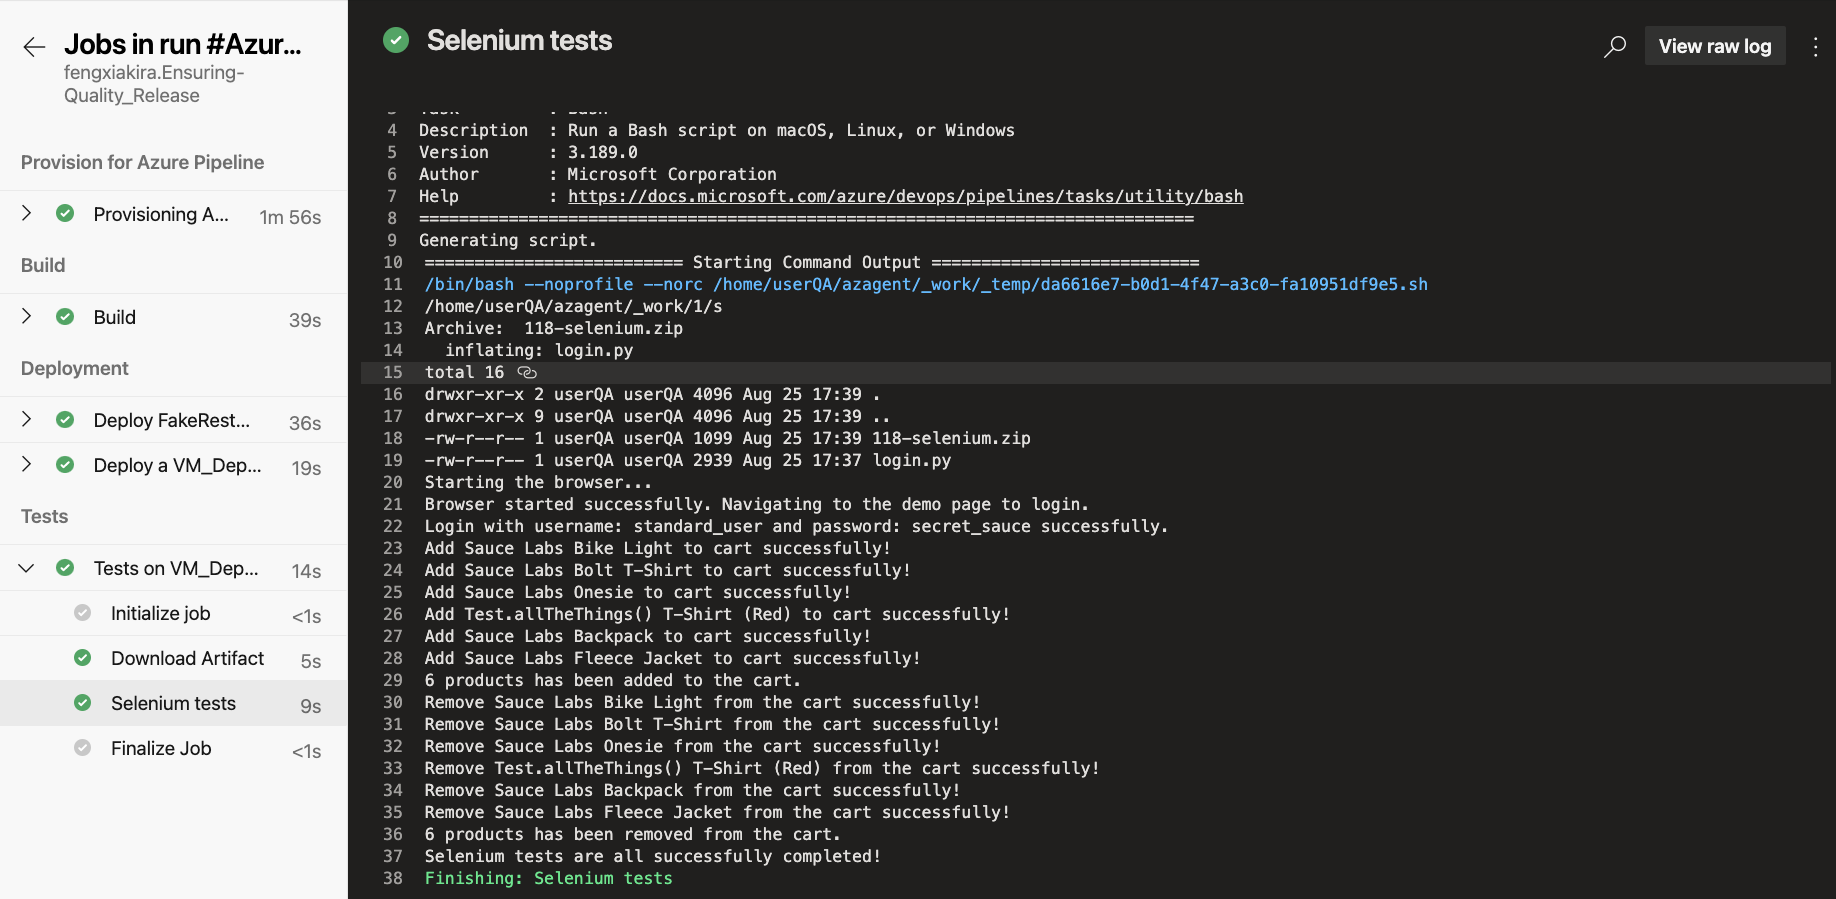 Jobs in run #Azur...
fengxiakira.Ensuring-
Quality_Release
Provision for Azure Pipeline
Provisioning A... 1m 56s
Build
Build 39s
Deployment
Deploy FakeRest... 36s
Deploy a VM_Dep... 19s
Tests
Tests on VM_Dep... 14s
Initialize job <1s
Download Artifact 5s
Selenium tests 9s
Finalize Job <1s
Selenium tests
View raw log
3 Task : Bash
4 Description : Run a Bash script on macOS, Linux, or Windows
5 Version : 3.189.0
6 Author : Microsoft Corporation
7 Help : https://docs.microsoft.com/azure/devops/pipelines/tasks/utility/bash
8 ==============================================================================
9 Generating script.
10 ========================== Starting Command Output ===========================
11 /bin/bash --noprofile --norc /home/userQA/azagent/_work/_temp/da6616e7-b0d1-4f47-a3c0-fa10951df9e5.sh
12 /home/userQA/azagent/_work/1/s
13 Archive:  118-selenium.zip
14 inflating: login.py
15 total 16
16 drwxr-xr-x 2 userQA userQA 4096 Aug 25 17:39 .
17 drwxr-xr-x 9 userQA userQA 4096 Aug 25 17:39 ..
18 -rw-r--r-- 1 userQA userQA 1099 Aug 25 17:39 118-selenium.zip
19 -rw-r--r-- 1 userQA userQA 2939 Aug 25 17:37 login.py
20 Starting the browser...
21 Browser started successfully. Navigating to the demo page to login.
22 Login with username: standard_user and password: secret_sauce successfully.
23 Add Sauce Labs Bike Light to cart successfully!
24 Add Sauce Labs Bolt T-Shirt to cart successfully!
25 Add Sauce Labs Onesie to cart successfully!
26 Add Test.allTheThings() T-Shirt (Red) to cart successfully!
27 Add Sauce Labs Backpack to cart successfully!
28 Add Sauce Labs Fleece Jacket to cart successfully!
29 6 products has been added to the cart.
30 Remove Sauce Labs Bike Light from the cart successfully!
31 Remove Sauce Labs Bolt T-Shirt from the cart successfully!
32 Remove Sauce Labs Onesie from the cart successfully!
33 Remove Test.allTheThings() T-Shirt (Red) from the cart successfully!
34 Remove Sauce Labs Backpack from the cart successfully!
35 Remove Sauce Labs Fleece Jacket from the cart successfully!
36 6 products has been removed from the cart.
37 Selenium tests are all successfully completed!
38 Finishing: Selenium tests